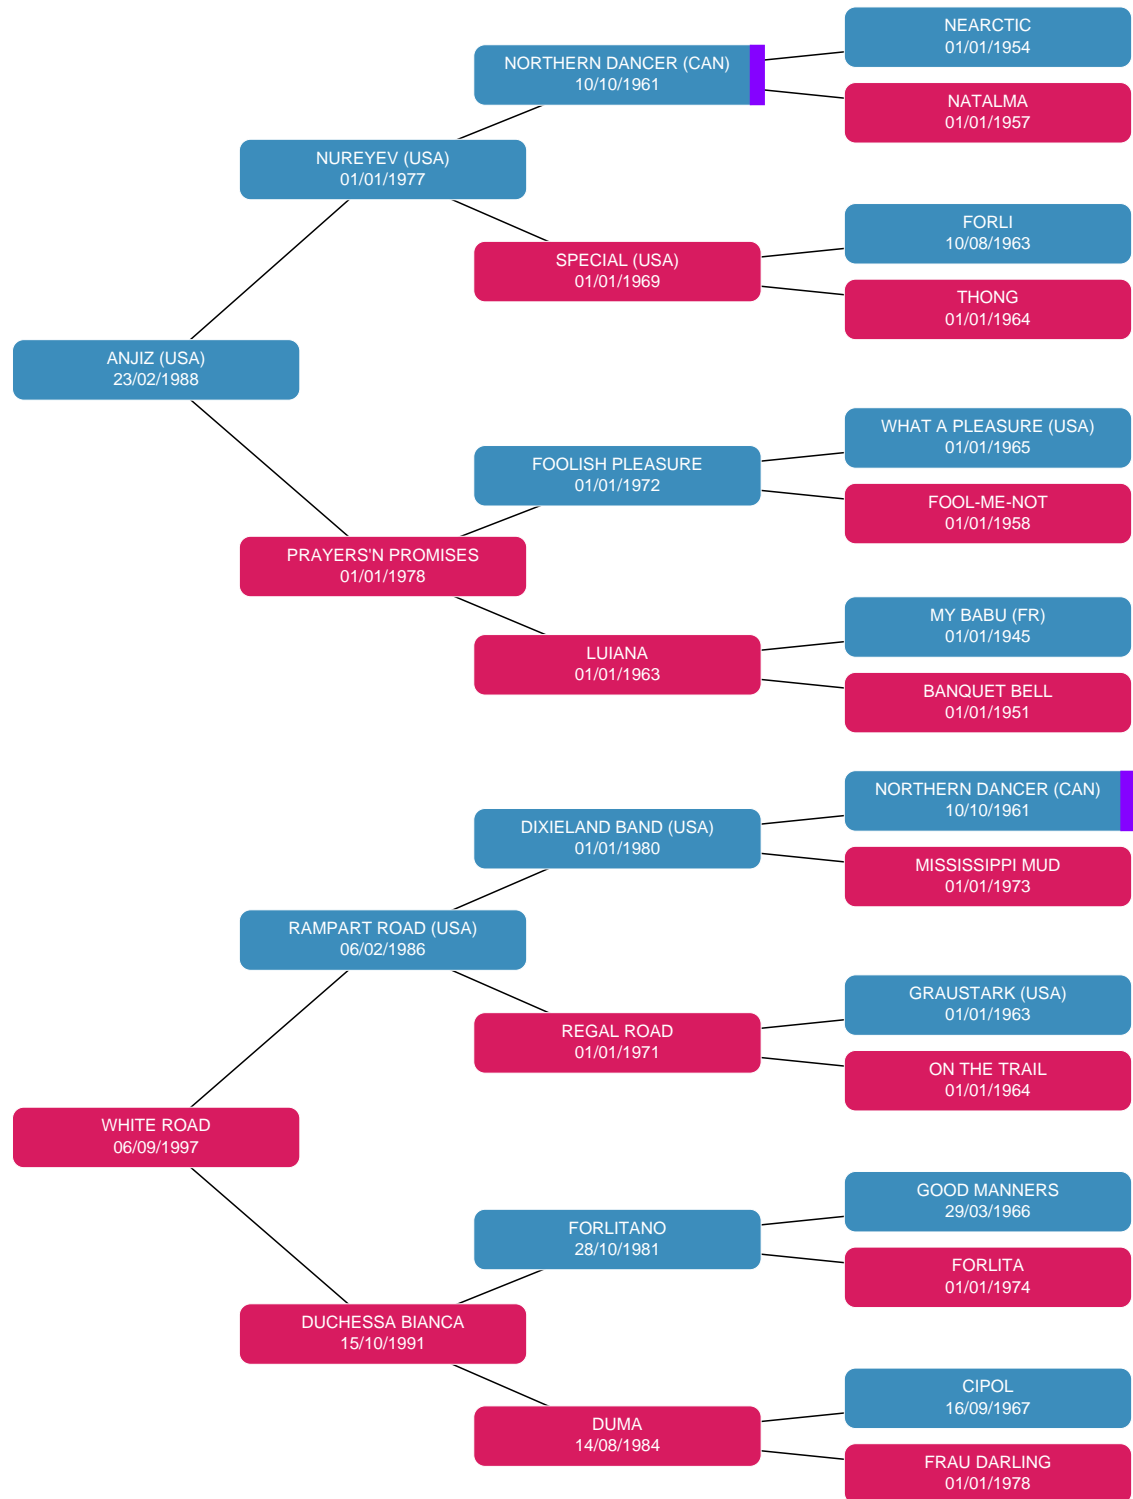 NEARCTIC
01/01/1954
NORTHERN DANCER (CAN)
10/10/1961
NATALMA
01/01/1957
NUREYEV (USA)
01/01/1977
FORLI
10/08/1963
SPECIAL (USA)
01/01/1969
THONG
01/01/1964
ANJIZ (USA)
23/02/1988
WHAT A PLEASURE (USA)
01/01/1965
FOOLISH PLEASURE
01/01/1972
FOOL-ME-NOT
01/01/1958
PRAYERS'N PROMISES
01/01/1978
MY BABU (FR)
01/01/1945
LUIANA
01/01/1963
BANQUET BELL
01/01/1951
NORTHERN DANCER (CAN)
10/10/1961
DIXIELAND BAND (USA)
01/01/1980
MISSISSIPPI MUD
01/01/1973
RAMPART ROAD (USA)
06/02/1986
GRAUSTARK (USA)
01/01/1963
REGAL ROAD
01/01/1971
ON THE TRAIL
01/01/1964
WHITE ROAD
06/09/1997
GOOD MANNERS
29/03/1966
FORLITANO
28/10/1981
FORLITA
01/01/1974
DUCHESSA BIANCA
15/10/1991
CIPOL
16/09/1967
DUMA
14/08/1984
FRAU DARLING
01/01/1978